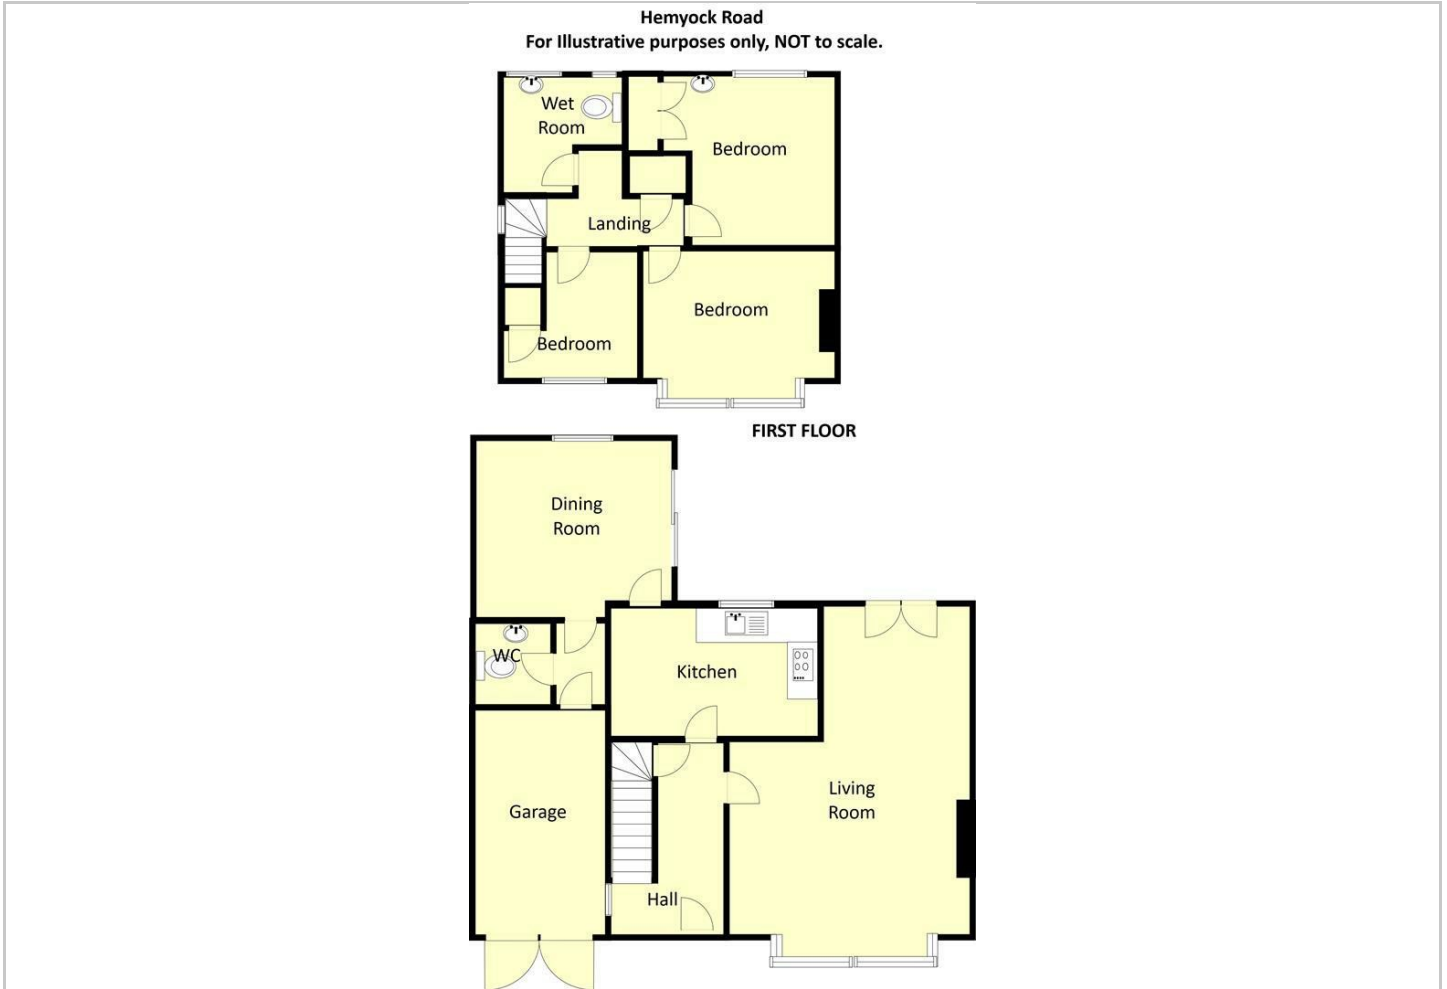 Hemyock Road
For Illustrative purposes only, NOT to scale.
Wet
Room
Bedroom
Landing
Bedroom
Bedroom
FIRST FLOOR
Dining
Room
WC
Kitchen
Living
Room
Garage
Hall